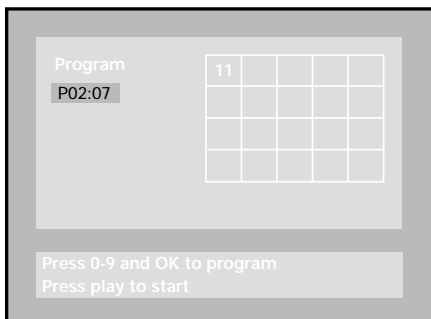 Program
11
P02:07
Press 0-9 and OK to program
Press play to start